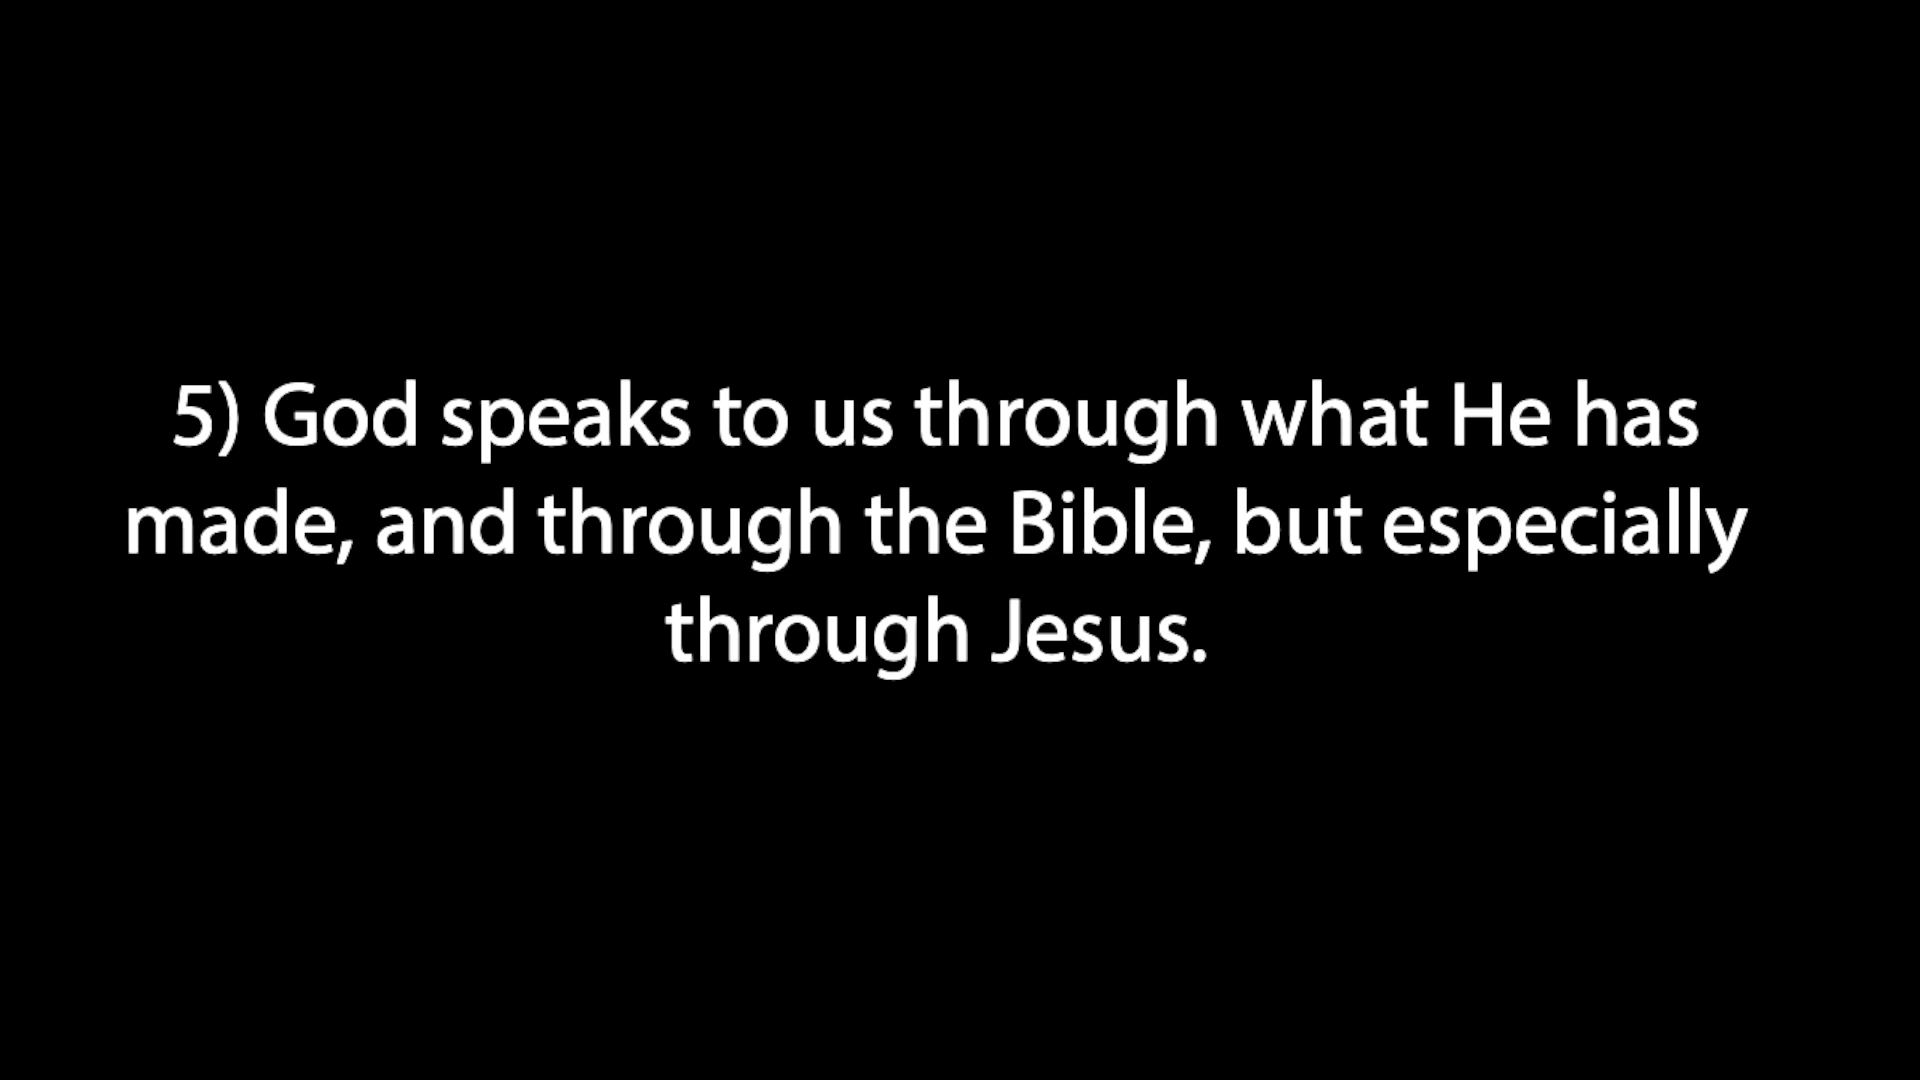 5) God speaks to us through what He has
made, and through the Bible, but especially
through Jesus.